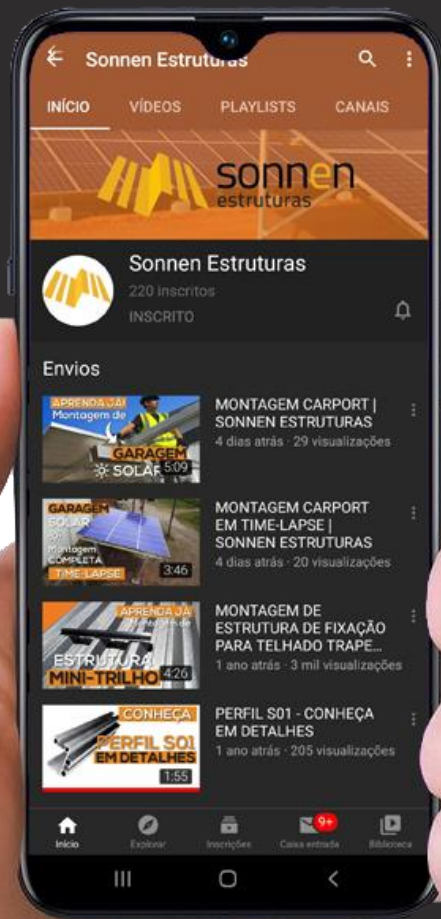 Sonnen Estruturas
INÍCIO VÍDEOS PLAYLISTS CANAIS
sonnen
estruturas
Sonnen Estruturas
220 inscritos
INSCRITO
Envios
APRENDA JÁ!
Montagem de
GARAGEM
SOLAR
5:09
MONTAGEM CARPORT |
SONNEN ESTRUTURAS
4 dias atrás · 29 visualizações
GARAGEM
SOLAR
Montagem
COMPLETA
TIME-LAPSE
3:46
MONTAGEM CARPORT
EM TIME-LAPSE |
SONNEN ESTRUTURAS
4 dias atrás · 20 visualizações
APRENDA JÁ
Montagem de
ESTRUTURA
MINI-TRILHO
4:26
MONTAGEM DE
ESTRUTURA DE FIXAÇÃO
PARA TELHADO TRAPE...
1 ano atrás · 3 mil visualizações
CONHEÇA
PERFIL S01
EM DETALHES
1:55
PERFIL S01 - CONHEÇA
EM DETALHES
1 ano atrás · 205 visualizações
9+
Início Explorar Inscrições Caixa entrada Biblioteca